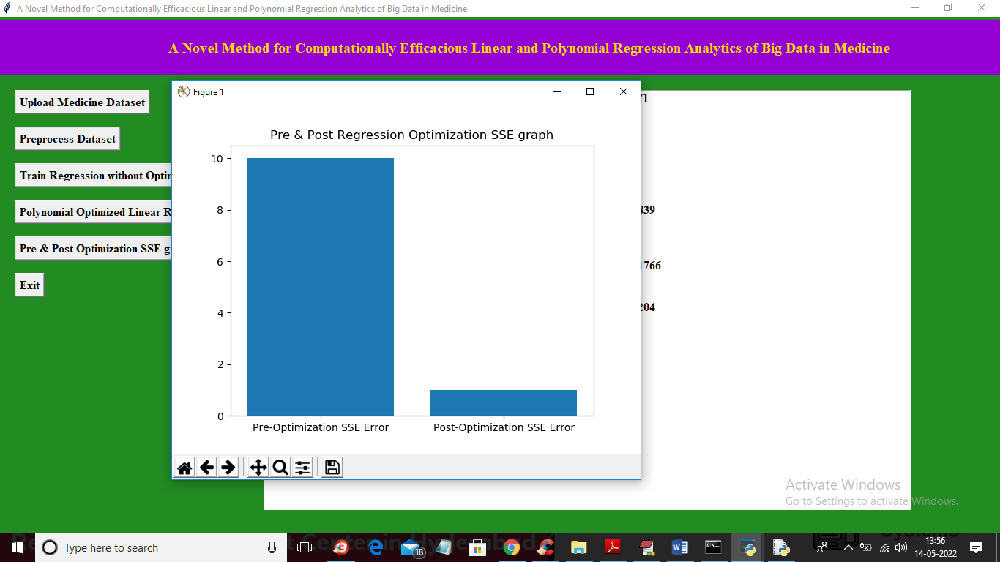 A Novel Method for Computationally Efficacious Linear and Polynomial Regression Analytics of Big Data in Medicine
A Novel Method for Computationally Efficacious Linear and Polynomial Regression Analytics of Big Data in Medicine
Upload Medicine Dataset
Preprocess Dataset
Train Regression without Optin
Polynomial Optimized Linear R
Pre & Post Optimization SSE g
Exit
Figure 1
71
839
1766
204
Pre & Post Regression Optimization SSE graph
10
8
6
4
2
0
Pre-Optimization SSE Error
Post-Optimization SSE Error
Activate Windows
Go to Settings to activate Windows.
Type here to search
18
13:56
14-05-2022